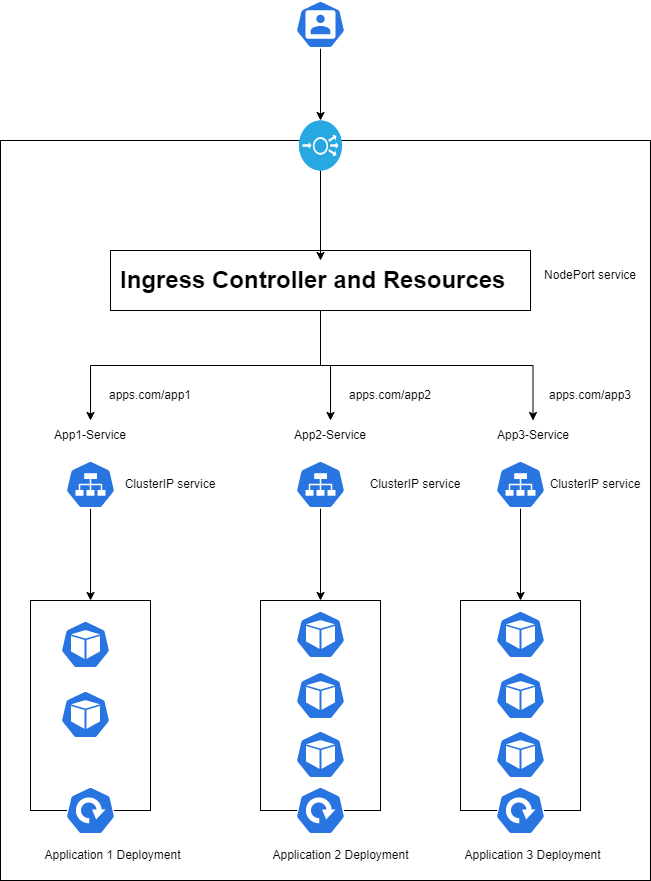 Ingress Controller and Resources
NodePort service
apps.com/app1
apps.com/app2
apps.com/app3
App1-Service
App2-Service
App3-Service
ClusterIP service
ClusterIP service
ClusterIP service
Application 1 Deployment
Application 2 Deployment
Application 3 Deployment